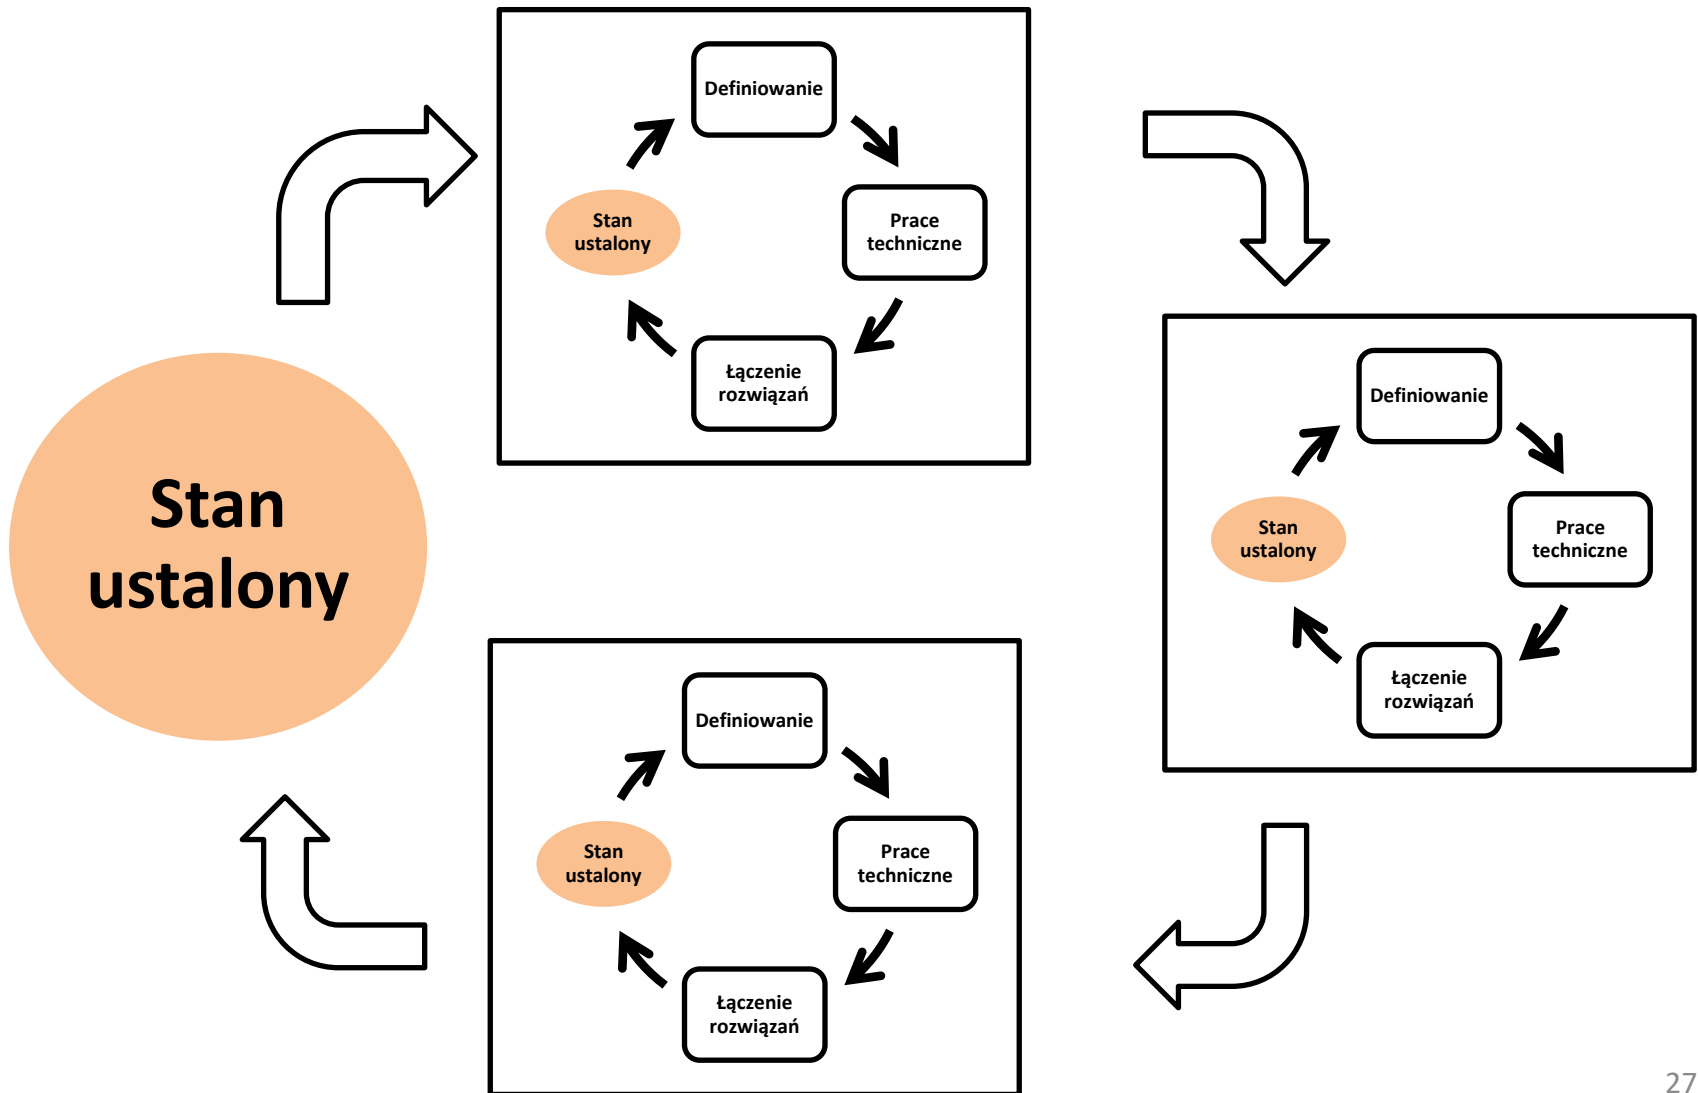 Definiowanie
Stan
ustalony
Prace
techniczne
Łączenie
rozwiązań
Definiowanie
Stan
ustalony
Prace
techniczne
Łączenie
rozwiązań
Stan
ustalony
Definiowanie
Stan
ustalony
Prace
techniczne
Łączenie
rozwiązań
27